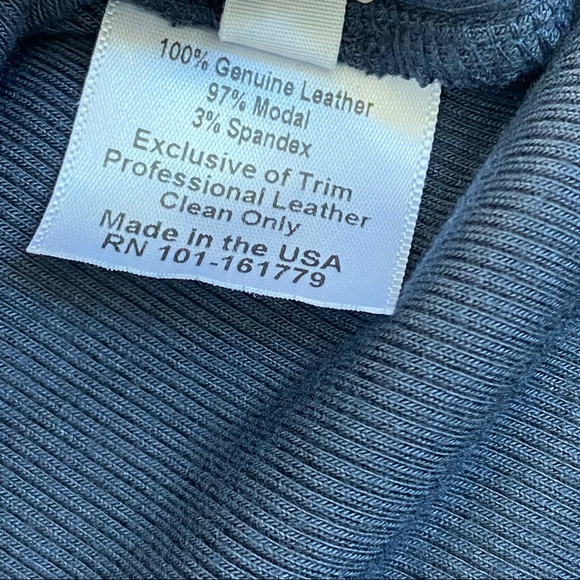 100% Genuine Leather
97% Modal
3% Spandex
Exclusive of Trim
Professional Leather
Clean Only
Made in the USA
RN 101-161779